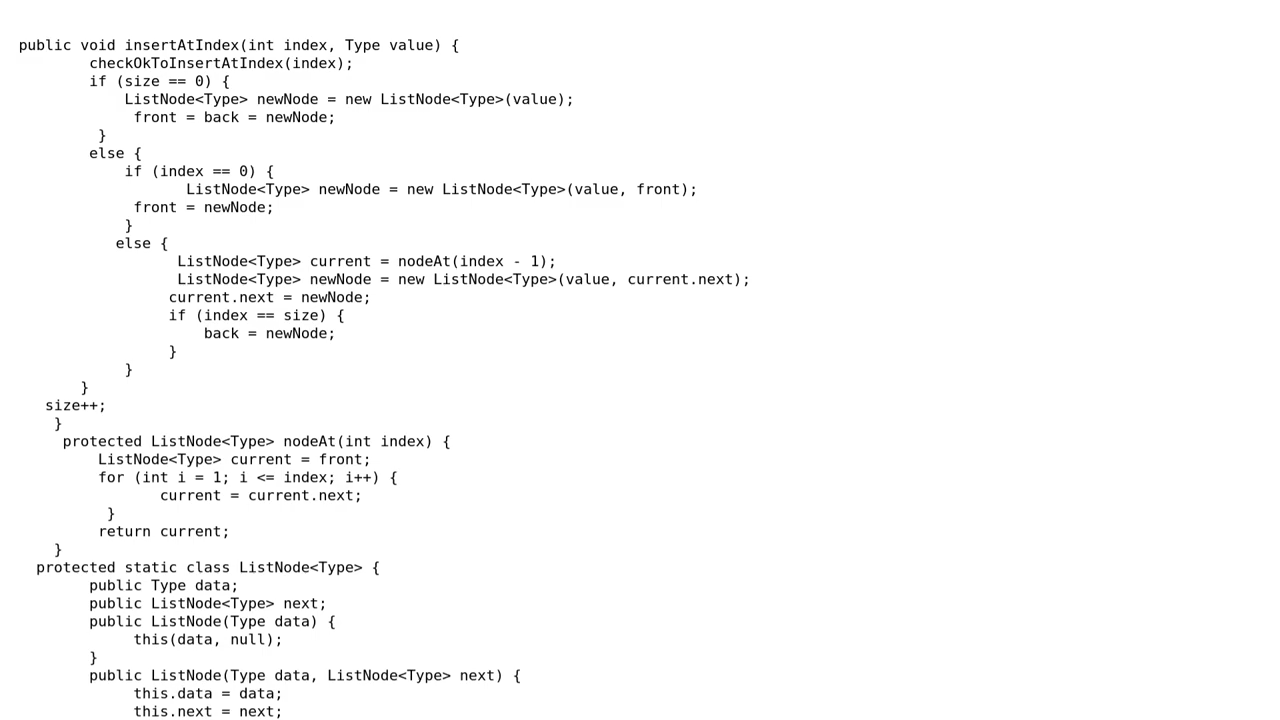 public void insertAtIndex(int index, Type value) {
checkOkToInsertAtIndex(index);
if (size == 0) {
ListNode<Type> newNode = new ListNode<Type>(value);
front = back = newNode;
}
else {
if (index == 0) {
ListNode<Type> newNode = new ListNode<Type>(value, front);
front = newNode;
}
else {
ListNode<Type> current = nodeAt(index - 1);
ListNode<Type> newNode = new ListNode<Type>(value, current.next);
current.next = newNode;
if (index == size) {
back = newNode;
}
}
}
size++;
}
protected ListNode<Type> nodeAt(int index) {
ListNode<Type> current = front;
for (int i = 1; i <= index; i++) {
current = current.next;
}
return current;
}
protected static class ListNode<Type> {
public Type data;
public ListNode<Type> next;
public ListNode(Type data) {
this(data, null);
}
public ListNode(Type data, ListNode<Type> next) {
this.data = data;
this.next = next;